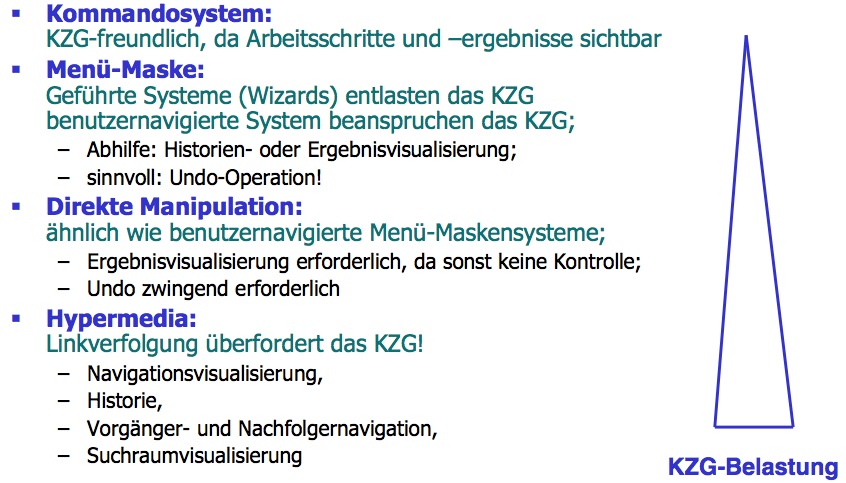 ▪ Kommandosystem:
KZG-freundlich, da Arbeitsschritte und –ergebnisse sichtbar
▪ Menü-Maske:
Geführte Systeme (Wizards) entlasten das KZG
benutzernavigierte System beanspruchen das KZG;
– Abhilfe: Historien- oder Ergebnisvisualisierung;
– sinnvoll: Undo-Operation!
▪ Direkte Manipulation:
ähnlich wie benutzernavigierte Menü-Maskensysteme;
– Ergebnisvisualisierung erforderlich, da sonst keine Kontrolle;
– Undo zwingend erforderlich
▪ Hypermedia:
Linkverfolgung überfordert das KZG!
– Navigationsvisualisierung,
– Historie,
– Vorgänger- und Nachfolgernavigation,
– Suchraumvisualisierung
KZG-Belastung